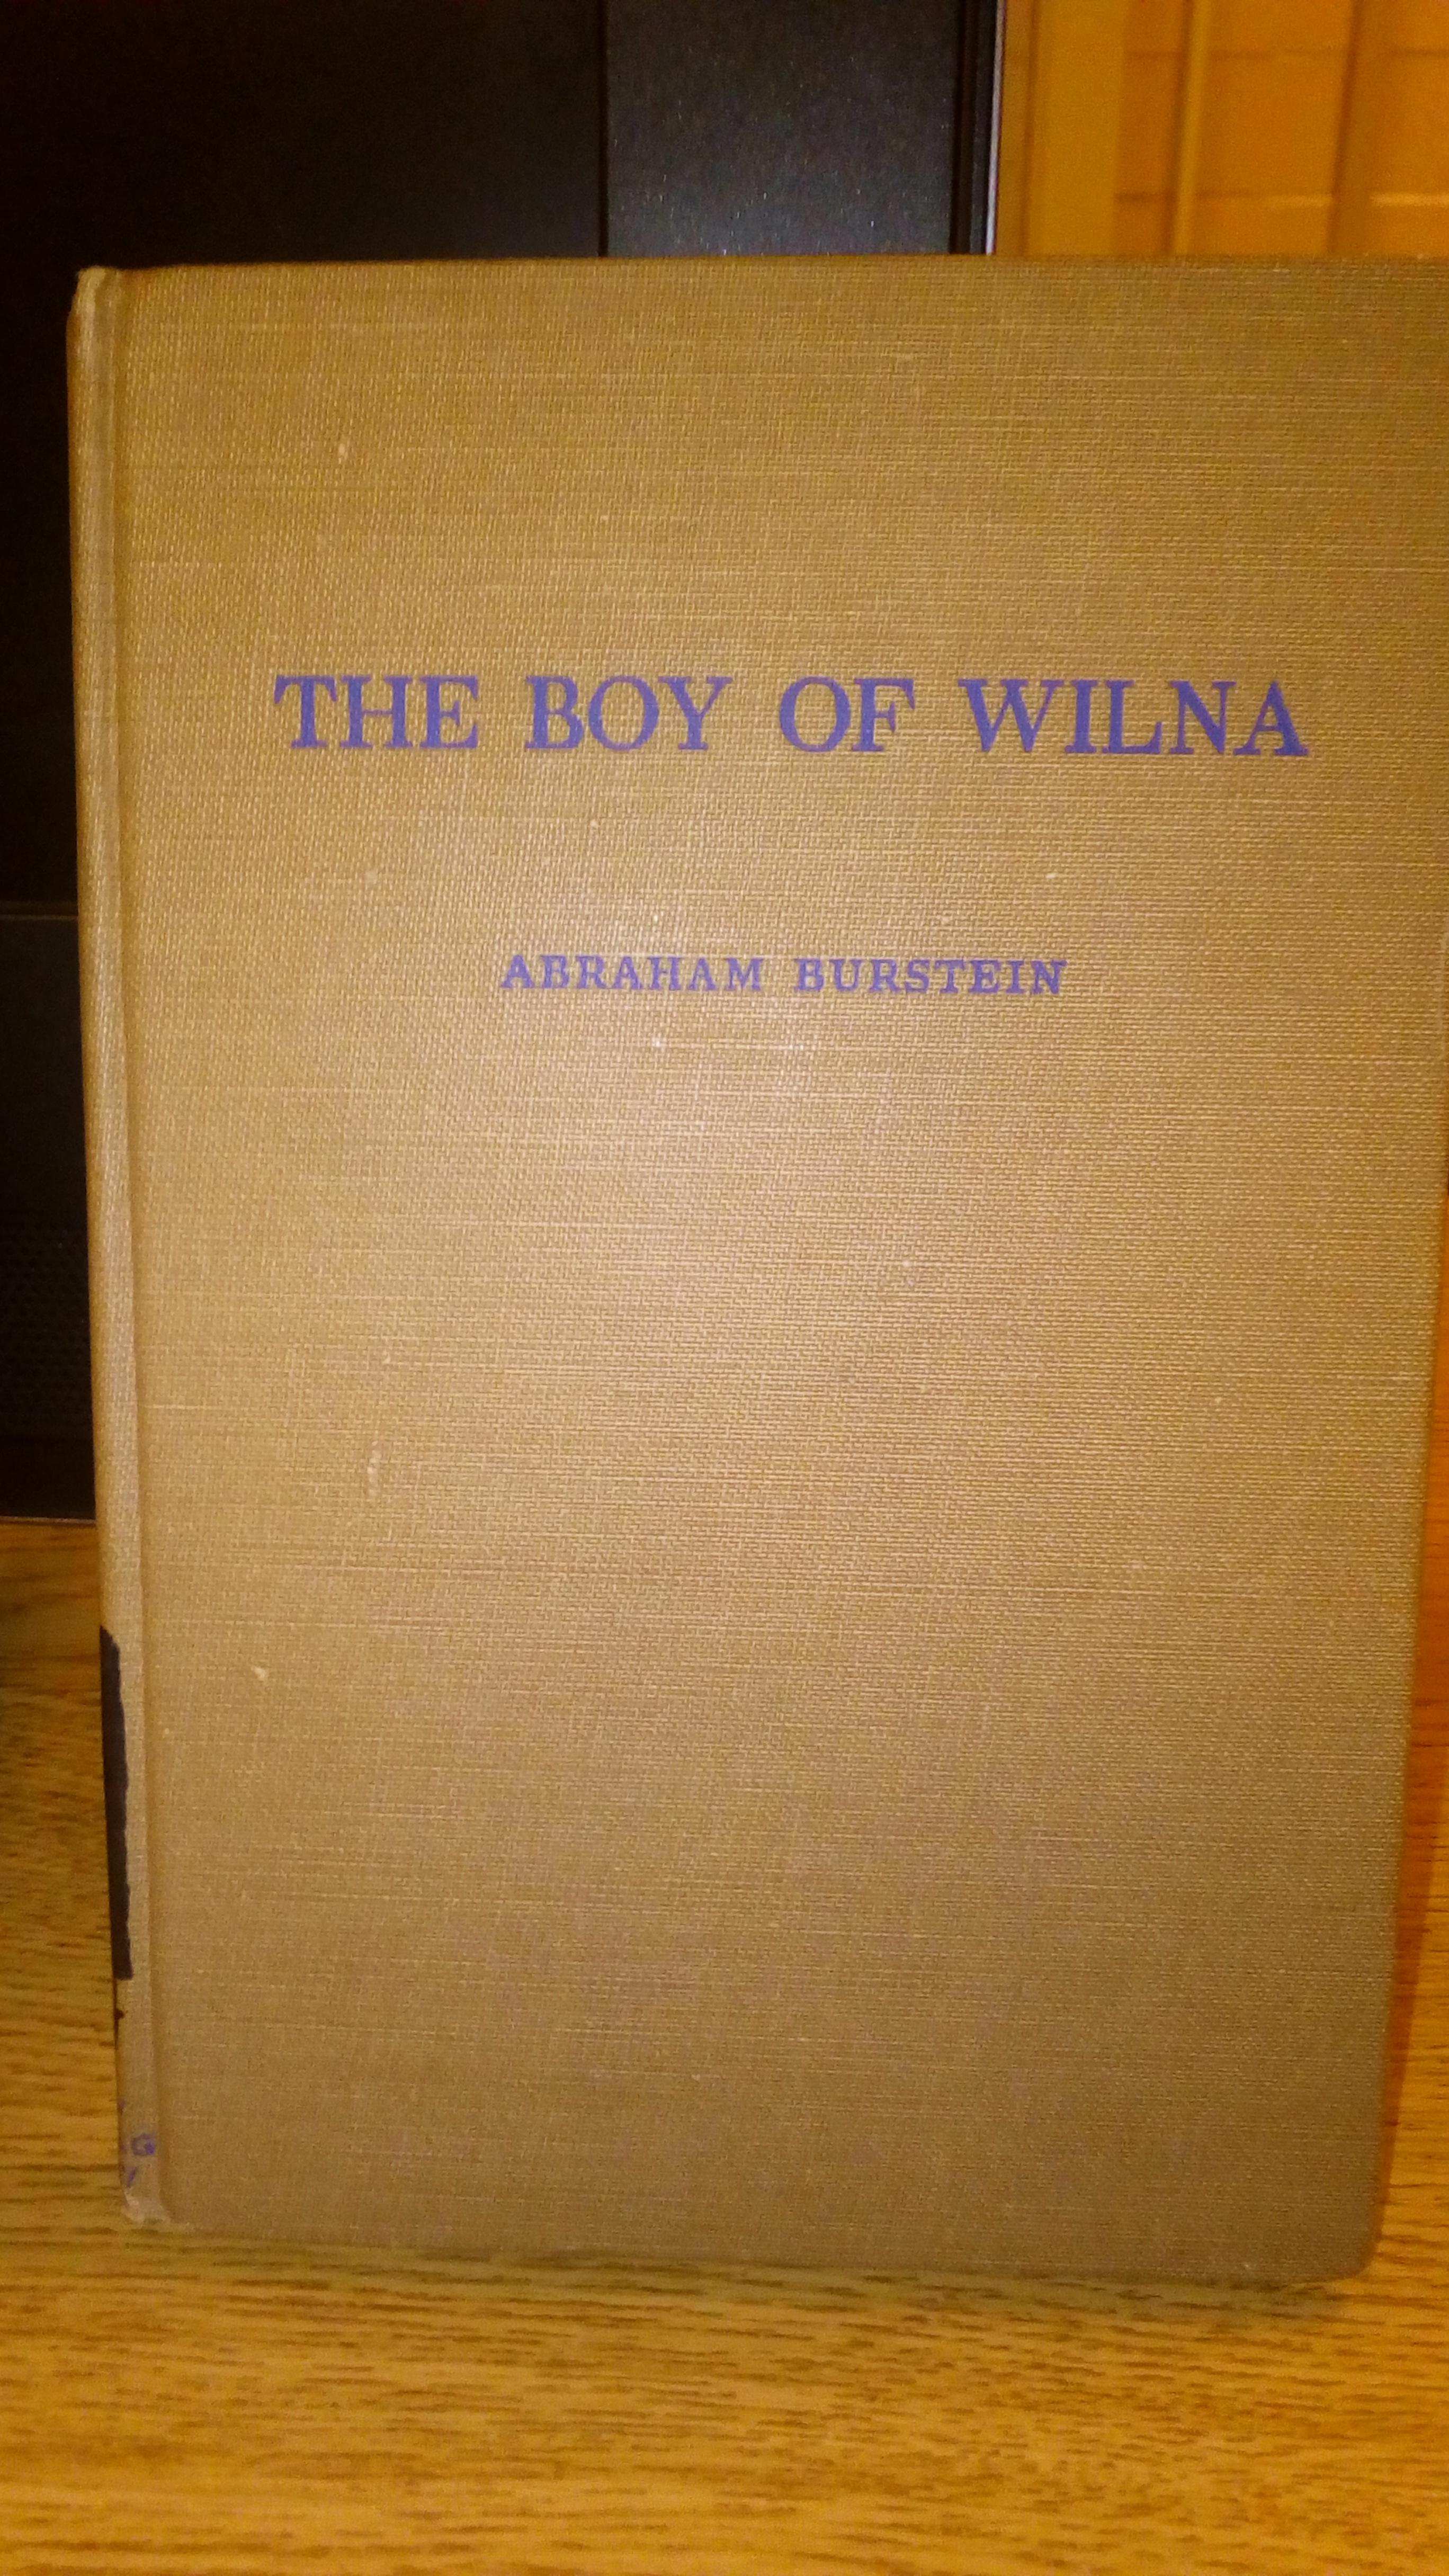 THE BOY OF WILNA
ABRAHAM BURSTEIN